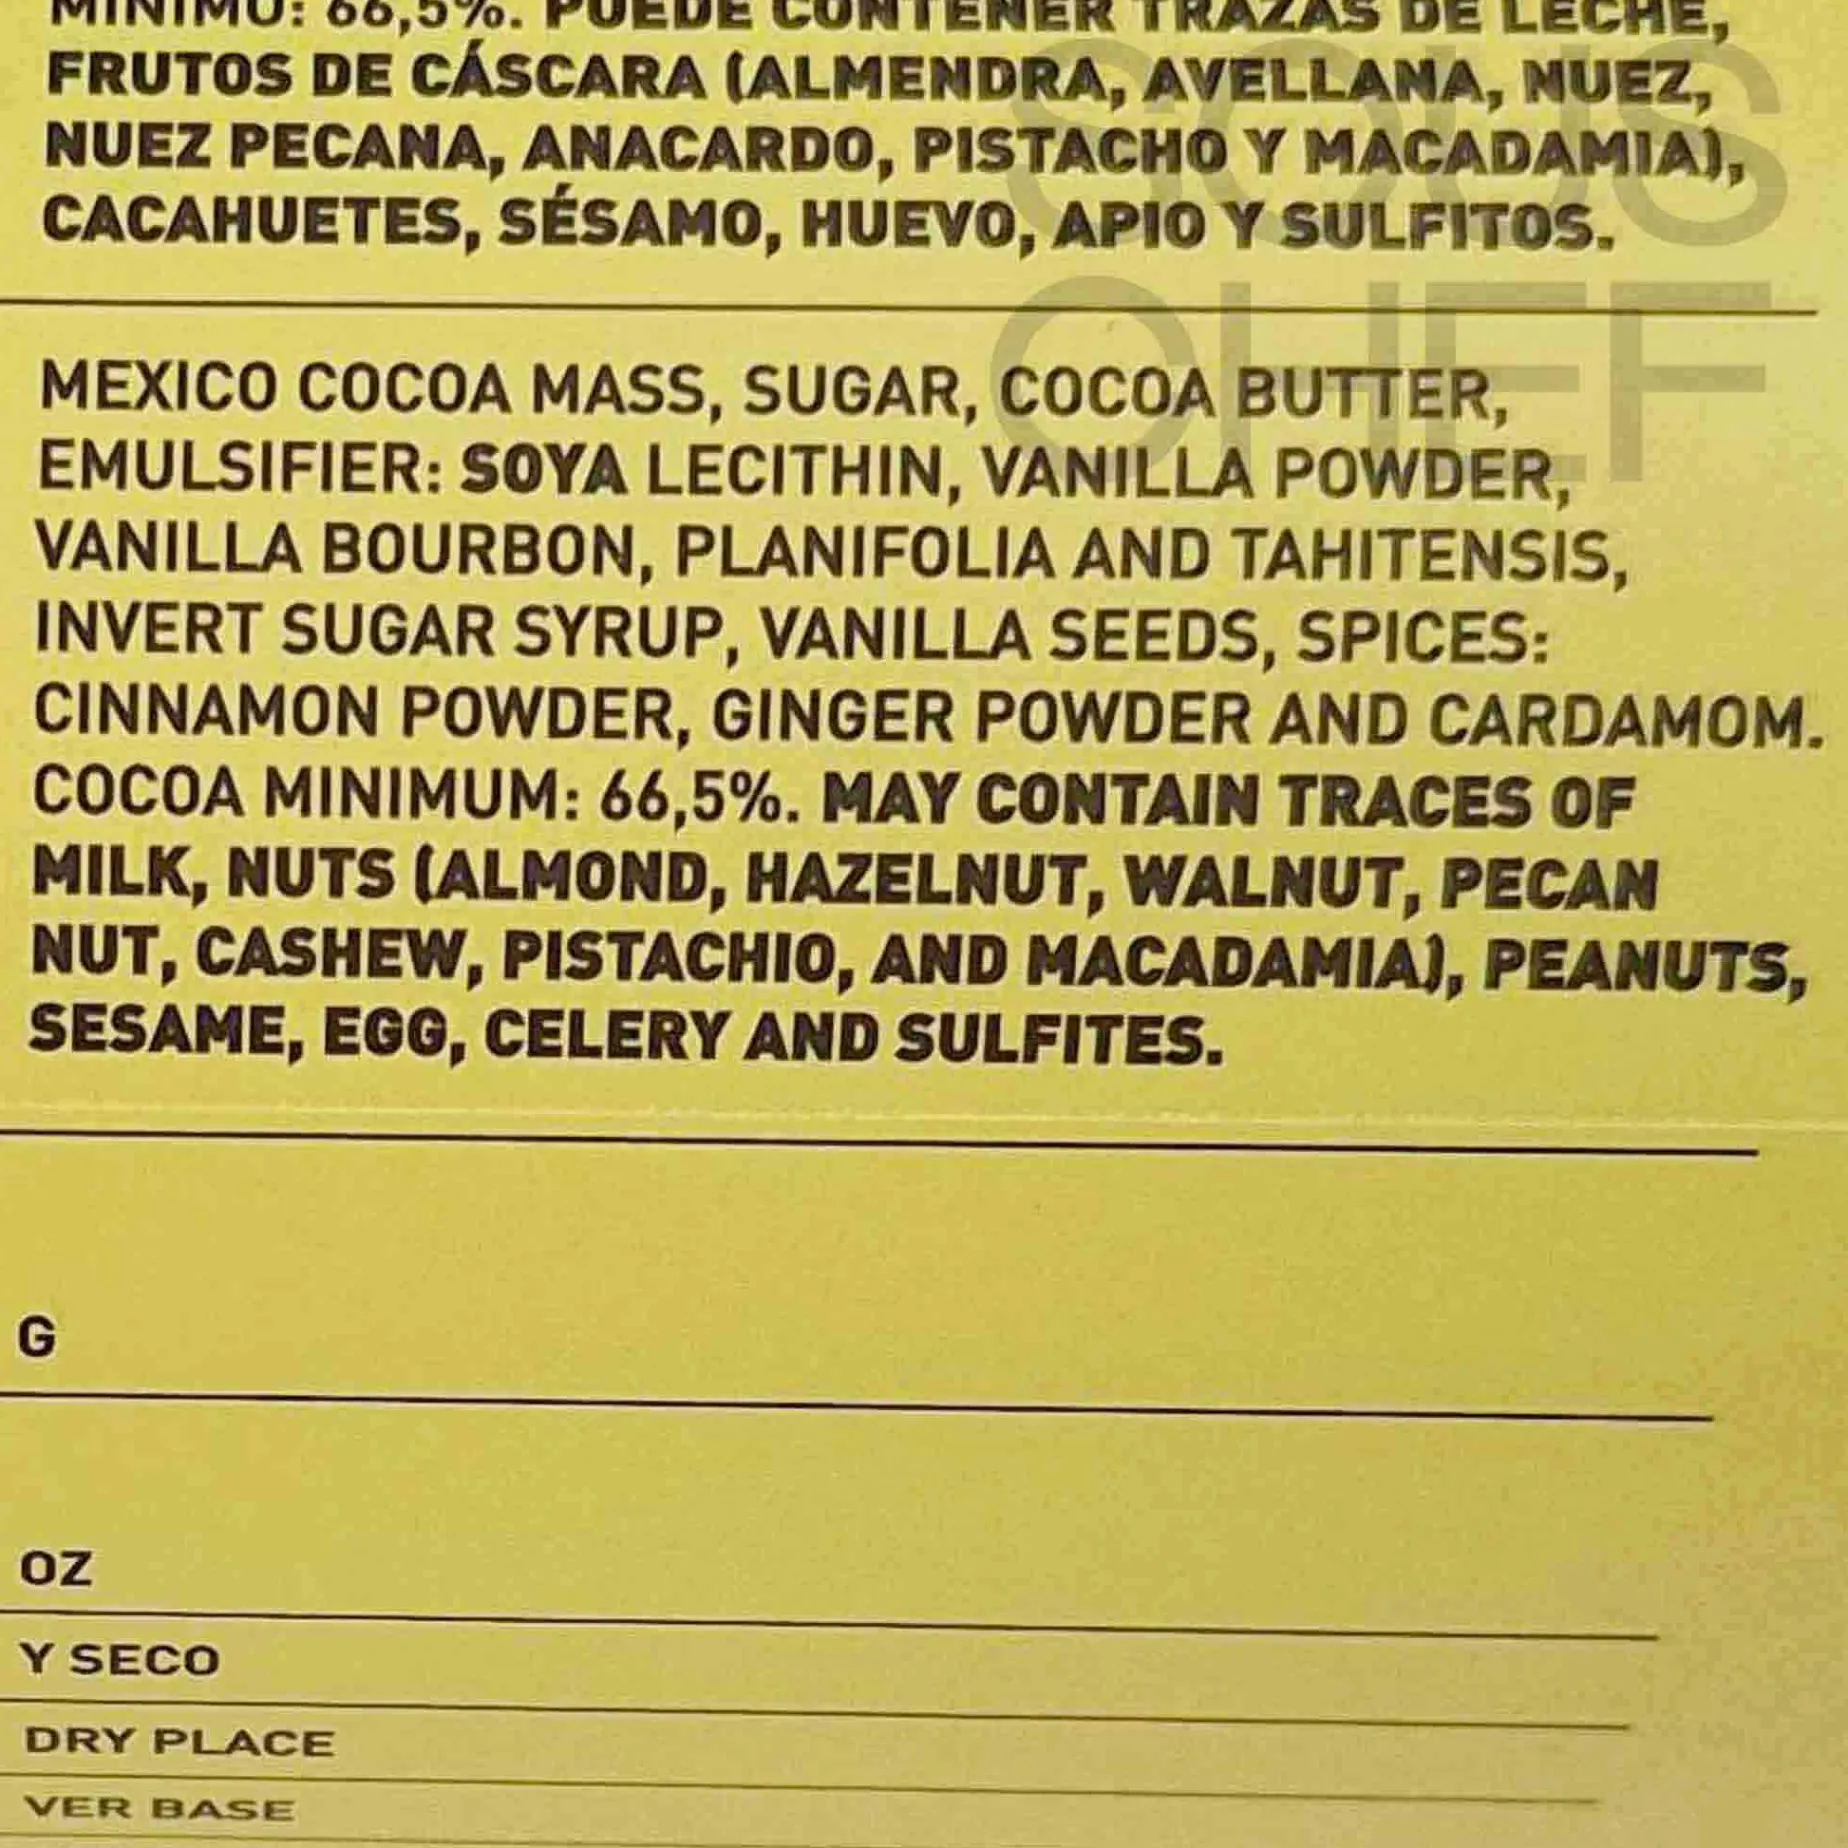 MÍNIMO: 66,5%. PUEDE CONTENER TRAZAS DE LECHE,
FRUTOS DE CÁSCARA (ALMENDRA, AVELLANA, NUEZ,
NUEZ PECANA, ANACARDO, PISTACHO Y MACADAMIA),
CACAHUETES, SÉSAMO, HUEVO, APIO Y SULFITOS.
SOUS
CHEF
MEXICO COCOA MASS, SUGAR, COCOA BUTTER,
EMULSIFIER: SOYA LECITHIN, VANILLA POWDER,
VANILLA BOURBON, PLANIFOLIA AND TAHITENSIS,
INVERT SUGAR SYRUP, VANILLA SEEDS, SPICES:
CINNAMON POWDER, GINGER POWDER AND CARDAMOM.
COCOA MINIMUM: 66,5%. MAY CONTAIN TRACES OF
MILK, NUTS (ALMOND, HAZELNUT, WALNUT, PECAN
NUT, CASHEW, PISTACHIO, AND MACADAMIA), PEANUTS,
SESAME, EGG, CELERY AND SULFITES.
G
OZ
Y SECO
DRY PLACE
VER BASE